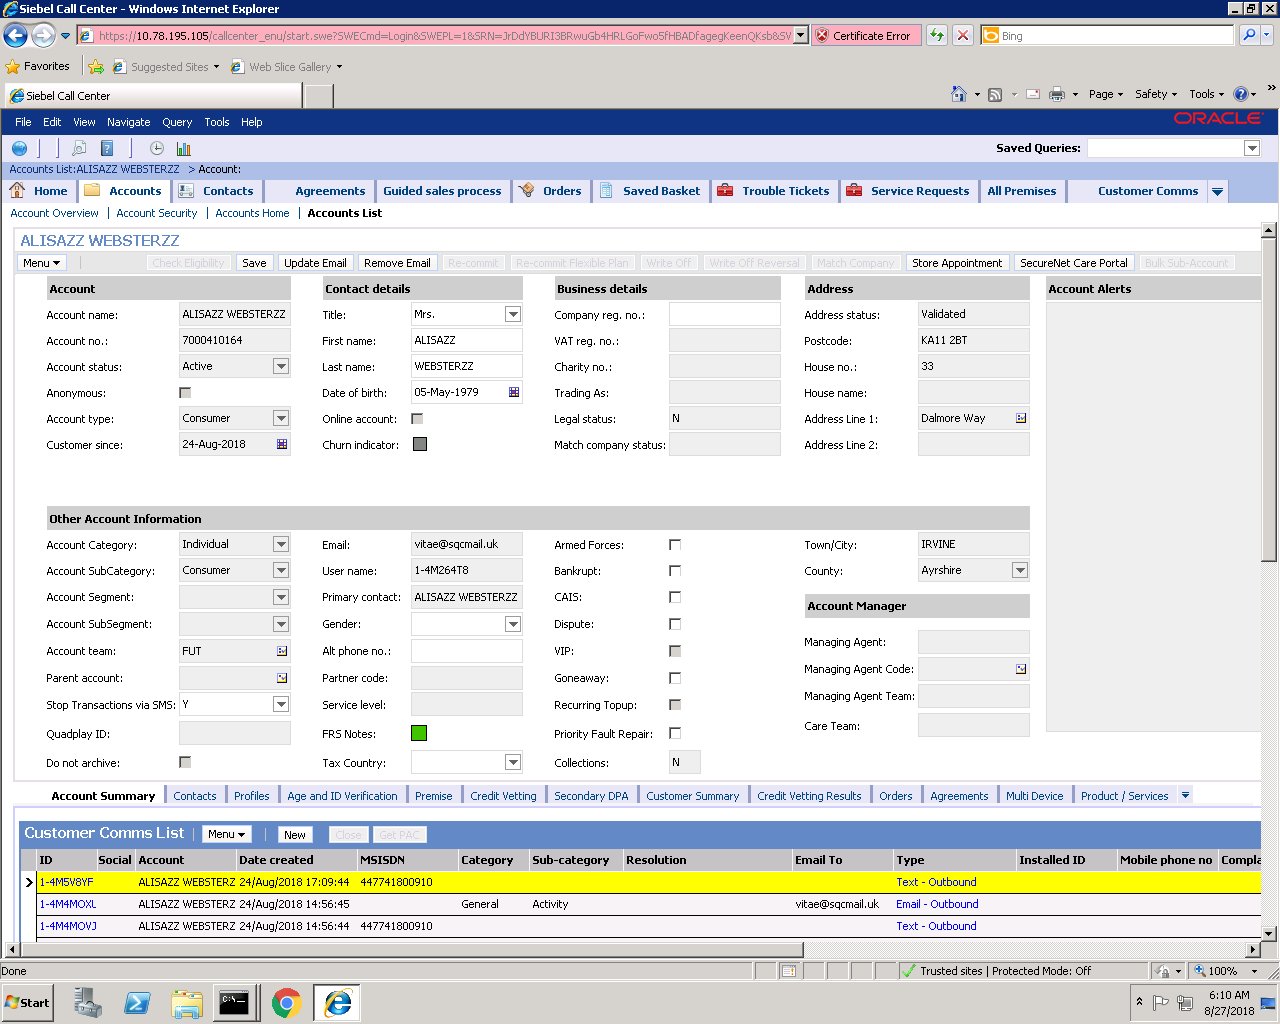 Siebel Call Center - Windows Internet Explorer
https://10.78.195.105/callcenter_enu/start.swe?SWECmd=Login&SWEPL=1&SRN=JrDdYBURI3BRwuGb4HRLGoFwo5fHBADfagegKeenQKsb&SV Certificate Error Bing
Favorites Suggested Sites Web Slice Gallery
Siebel Call Center Page Safety Tools »
File Edit View Navigate Query Tools Help ORACLE
Saved Queries:
Accounts List:ALISAZZ WEBSTERZZ > Account:
Home Accounts Contacts Agreements Guided sales process Orders Saved Basket Trouble Tickets Service Requests All Premises Customer Comms
Account Overview | Account Security | Accounts Home | Accounts List
ALISAZZ WEBSTERZZ
Menu Check Eligibility Save Update Email Remove Email Re-commit Re-commit Flexible Plan Write Off Write Off Reversal Match Company Store Appointment SecureNet Care Portal Bulk Sub-Account
Account Contact details Business details Address Account Alerts
Account name: ALISAZZ WEBSTERZZ Title: Mrs. Company reg. no.: Address status: Validated
Account no.: 7000410164 First name: ALISAZZ VAT reg. no.: Postcode: KA11 2BT
Account status: Active Last name: WEBSTERZZ Charity no.: House no.: 33
Anonymous: Date of birth: 05-May-1979 Trading As: House name:
Account type: Consumer Online account: Legal status: N Address Line 1: Dalmore Way
Customer since: 24-Aug-2018 Churn indicator: Match company status: Address Line 2:
Other Account Information
Account Category: Individual Email: vitae@sqcmail.uk Armed Forces: Town/City: IRVINE
Account SubCategory: Consumer User name: 1-4M264T8 Bankrupt: County: Ayrshire
Account Segment: Primary contact: ALISAZZ WEBSTERZZ CAIS: Account Manager
Account SubSegment: Gender: Dispute:
Account team: FUT Alt phone no.: VIP: Managing Agent:
Parent account: Partner code: Goneaway: Managing Agent Code:
Stop Transactions via SMS: Y Service level: Recurring Topup: Managing Agent Team:
Quadplay ID: FRS Notes: Priority Fault Repair: Care Team:
Do not archive: Tax Country: Collections: N
Account Summary Contacts Profiles Age and ID Verification Premise Credit Vetting Secondary DPA Customer Summary Credit Vetting Results Orders Agreements Multi Device Product / Services
Customer Comms List Menu New Close Get PAC
ID Social Account Date created MSISDN Category Sub-category Resolution Email To Type Installed ID Mobile phone no Compla
1-4M5V8YF ALISAZZ WEBSTERZ 24/Aug/2018 17:09:44 447741800910 Text - Outbound
1-4M4MOXL ALISAZZ WEBSTERZ 24/Aug/2018 14:56:45 General Activity vitae@sqcmail.uk Email - Outbound
1-4M4MOVJ ALISAZZ WEBSTERZ 24/Aug/2018 14:56:44 447741800910 Text - Outbound
Done Trusted sites | Protected Mode: Off 100%
Start C:\ 6:10 AM
8/27/2018